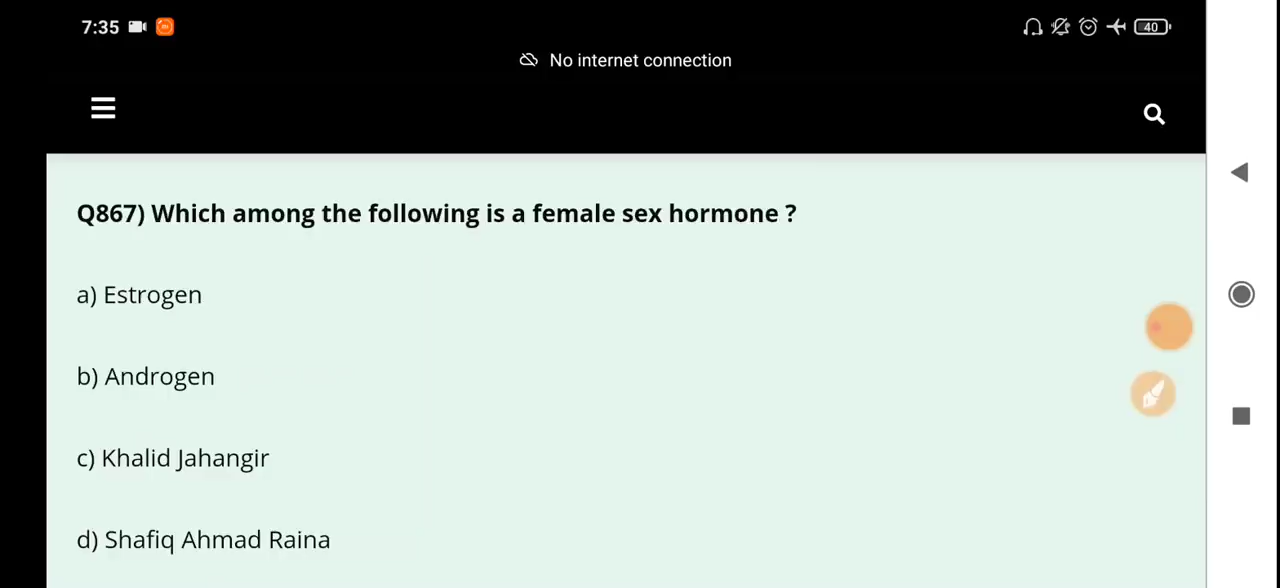 7:35
40
No internet connection
Q867) Which among the following is a female sex hormone ?
a) Estrogen
b) Androgen
c) Khalid Jahangir
d) Shafiq Ahmad Raina